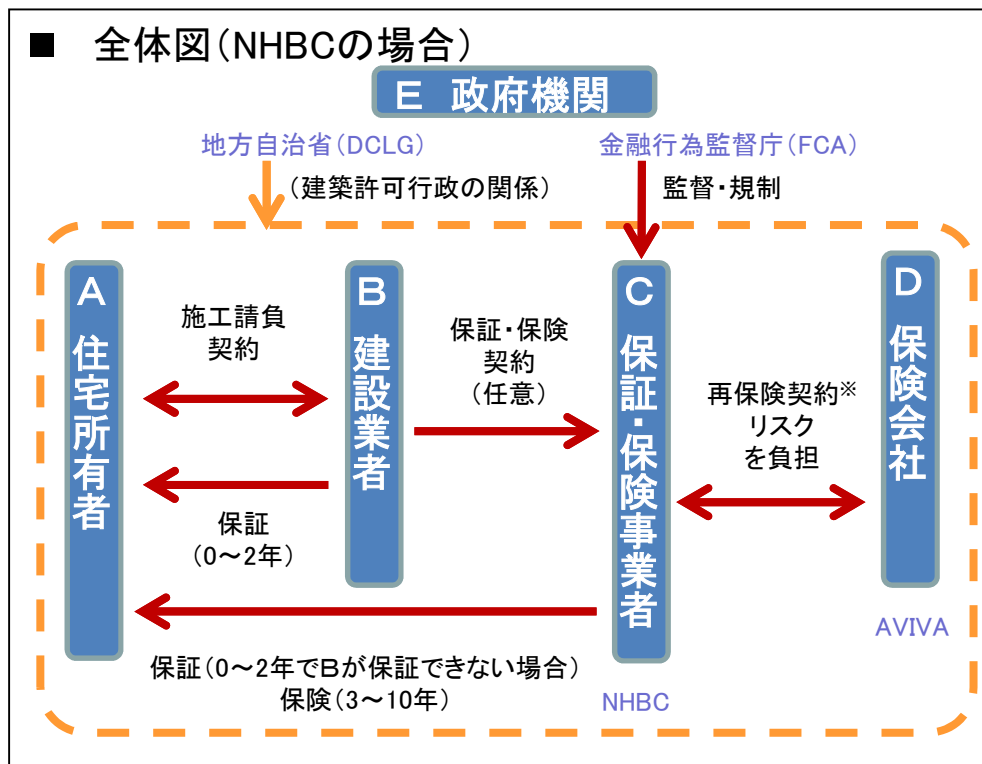 ■ 全体図(NHBCの場合)
E 政府機関
地方自治省(DCLG)
金融行為監督庁(FCA)
(建築許可行政の関係)
監督・規制
A 住宅所有者
施工請負
契約
B 建設業者
保証・保険
契約
(任意)
C 保証・保険事業者
再保険契約※
リスク
を負担
D 保険会社
保証
(0～2年)
AVIVA
保証(0～2年でBが保証できない場合)
保険(3～10年)
NHBC